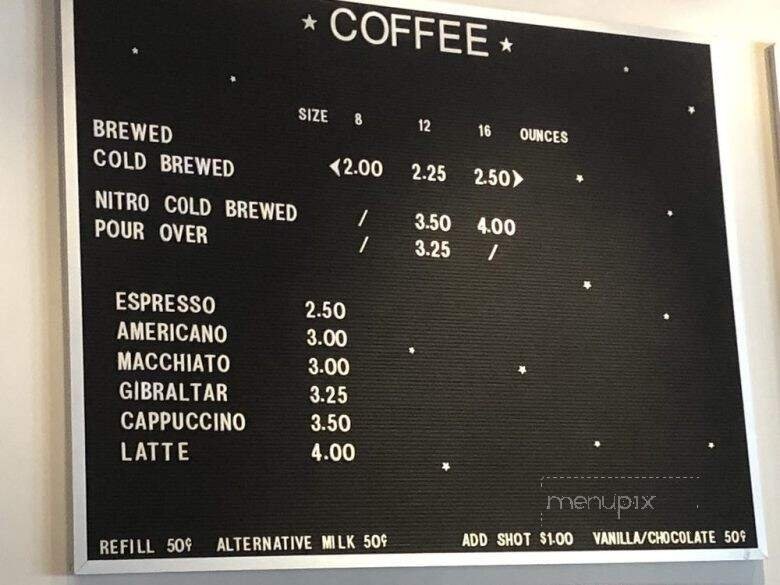 ★ COFFEE ★
SIZE 8 12 16 OUNCES
BREWED
COLD BREWED 2.00 2.25 2.50
NITRO COLD BREWED / 3.50 4.00
POUR OVER / 3.25 /
ESPRESSO 2.50
AMERICANO 3.00
MACCHIATO 3.00
GIBRALTAR 3.25
CAPPUCCINO 3.50
LATTE 4.00
menupix
REFILL 50¢ ALTERNATIVE MILK 50¢ ADD SHOT $1.00 VANILLA/CHOCOLATE 50¢